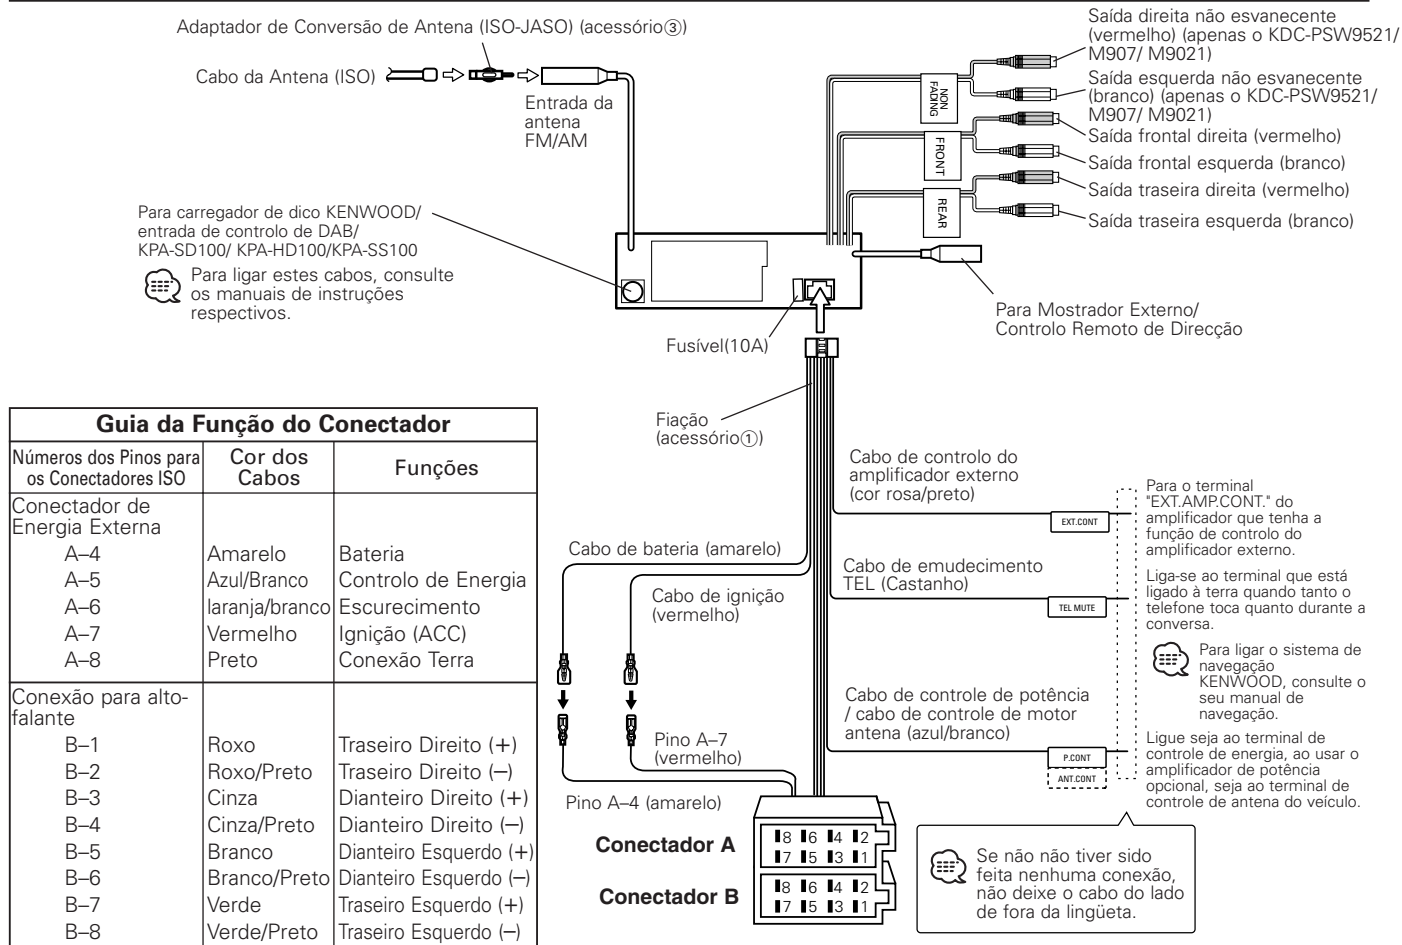 Adaptador de Conversão de Antena (ISO-JASO) (acessório③)
Cabo da Antena (ISO)
Entrada da
antena
FM/AM
Saída direita não esvanecente
(vermelho) (apenas o KDC-PSW9521/
M907/ M9021)
Saída esquerda não esvanecente
(branco) (apenas o KDC-PSW9521/
M907/ M9021)
Saída frontal direita (vermelho)
Saída frontal esquerda (branco)
Saída traseira direita (vermelho)
Saída traseira esquerda (branco)
NON
FADING
FRONT
REAR
Para carregador de dico KENWOOD/
entrada de controlo de DAB/
KPA-SD100/ KPA-HD100/KPA-SS100
Para ligar estes cabos, consulte
os manuais de instruções
respectivos.
Para Mostrador Externo/
Controlo Remoto de Direcção
Fusível(10A)
Fiação
(acessório①)
Guia da Função do Conectador
Números dos Pinos para
os Conectadores ISO
Cor dos
Cabos
Funções
Conectador de
Energia Externa
A–4 Amarelo Bateria
A–5 Azul/Branco Controlo de Energia
A–6 laranja/branco Escurecimento
A–7 Vermelho Ignição (ACC)
A–8 Preto Conexão Terra
Conexão para alto-
falante
B–1 Roxo Traseiro Direito (+)
B–2 Roxo/Preto Traseiro Direito (–)
B–3 Cinza Dianteiro Direito (+)
B–4 Cinza/Preto Dianteiro Direito (–)
B–5 Branco Dianteiro Esquerdo (+)
B–6 Branco/Preto Dianteiro Esquerdo (–)
B–7 Verde Traseiro Esquerdo (+)
B–8 Verde/Preto Traseiro Esquerdo (–)
Cabo de bateria (amarelo)
Cabo de ignição
(vermelho)
Pino A–7
(vermelho)
Pino A–4 (amarelo)
Cabo de controlo do
amplificador externo
(cor rosa/preto)
EXT.CONT
Para o terminal
"EXT.AMP.CONT." do
amplificador que tenha a
função de controlo do
amplificador externo.
Cabo de emudecimento
TEL (Castanho)
TEL MUTE
Liga-se ao terminal que está
ligado à terra quando tanto o
telefone toca quanto durante a
conversa.
Para ligar o sistema de
navegação
KENWOOD, consulte o
seu manual de
navegação.
Cabo de controle de potência
/ cabo de controle de motor
antena (azul/branco)
P.CONT
ANT.CONT
Ligue seja ao terminal de
controle de energia, ao usar o
amplificador de potência
opcional, seja ao terminal de
controle de antena do veículo.
Conectador A
8 6 4 2
7 5 3 1
Conectador B
8 6 4 2
7 5 3 1
Se não não tiver sido
feita nenhuma conexão,
não deixe o cabo do lado
de fora da lingüeta.